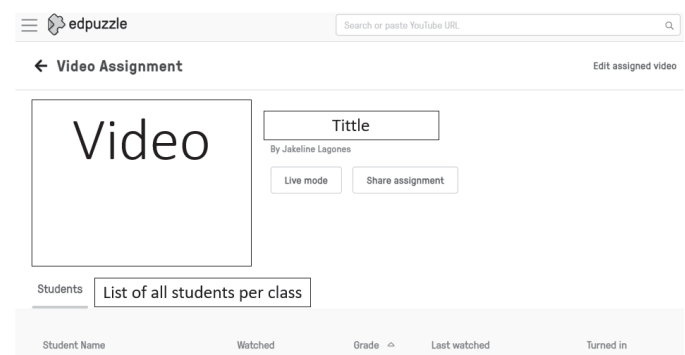 edpuzzle
Search or paste YouTube URL
Video Assignment
Edit assigned video
Video
Tittle
By Jakeline Lagones
Live mode
Share assignment
Students
List of all students per class
Student Name Watched Grade Last watched Turned in